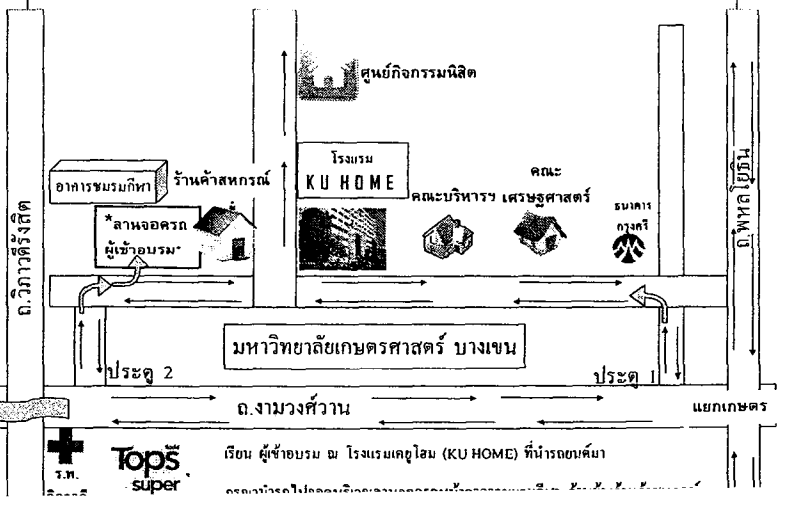 ศูนย์กิจกรรมนิสิต
โรงแรม
KU HOME
คณะ
เศรษฐศาสตร์
คณะบริหารฯ
ธนาคาร
กรุงศรี
อาคารชมรมกีฬา
ร้านค้าสหกรณ์
*ลานจอดรถ
ผู้เข้าอบรม*
ถ.วิภาวดีรังสิต
ถ.พหลโยธิน
มหาวิทยาลัยเกษตรศาสตร์ บางเขน
ประตู 2
ประตู 1
ถ.งามวงศ์วาน
แยกเกษตร
ร.พ.
Tops
super
เรียน ผู้เข้าอบรม ณ โรงแรมเคยูโฮม (KU HOME) ที่นำรถยนต์มา